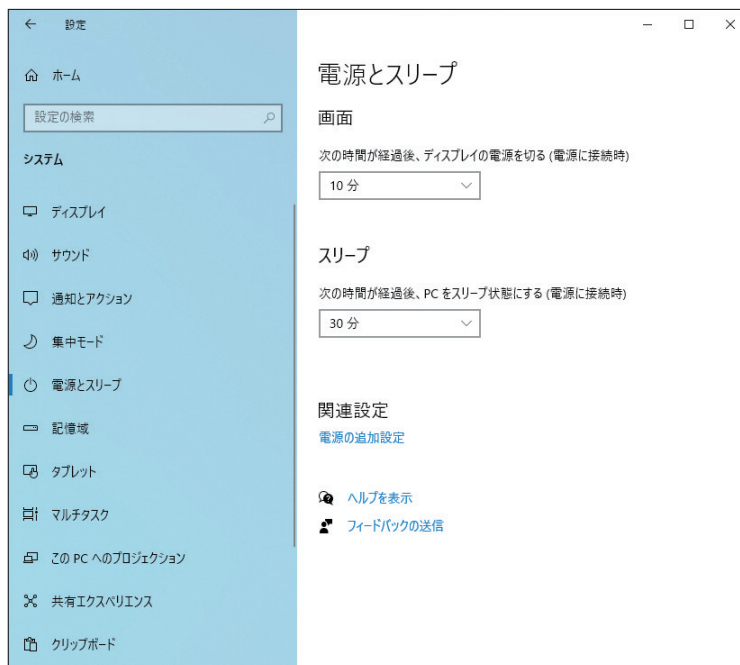 設定
ホーム
設定の検索
システム
ディスプレイ
サウンド
通知とアクション
集中モード
電源とスリープ
記憶域
タブレット
マルチタスク
この PC へのプロジェクション
共有エクスペリエンス
クリップボード
電源とスリープ
画面
次の時間が経過後、ディスプレイの電源を切る (電源に接続時)
10 分
スリープ
次の時間が経過後、PC をスリープ状態にする (電源に接続時)
30 分
関連設定
電源の追加設定
ヘルプを表示
フィードバックの送信